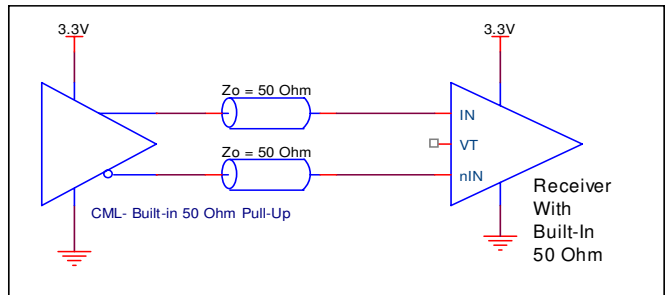 3.3V
3.3V
Zo = 50 Ohm
IN
VT
Zo = 50 Ohm
nIN
CML- Built-in 50 Ohm Pull-Up
Receiver
With
Built-In
50 Ohm